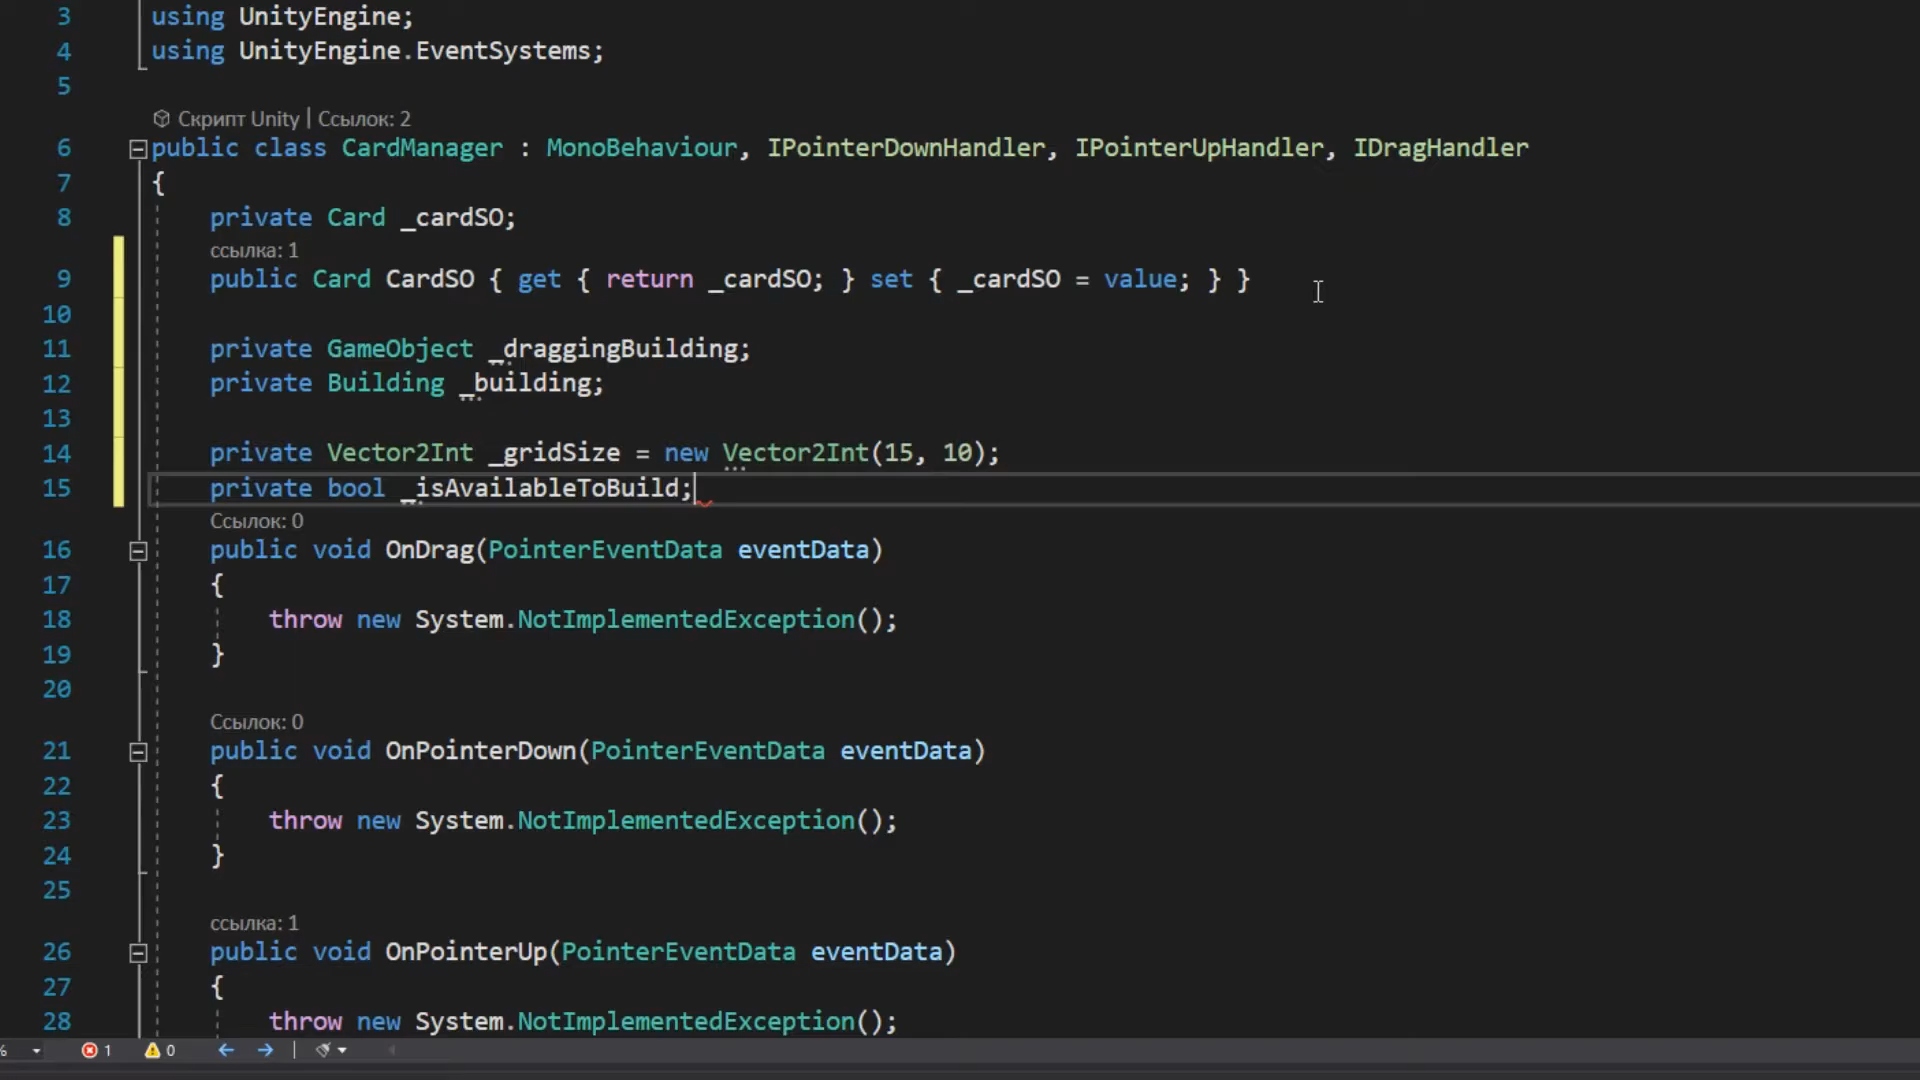 3 using UnityEngine;
4 using UnityEngine.EventSystems;
5
Скрипт Unity | Ссылок: 2
6 public class CardManager : MonoBehaviour, IPointerDownHandler, IPointerUpHandler, IDragHandler
7 {
8 private Card _cardSO;
ссылка: 1
9 public Card CardSO { get { return _cardSO; } set { _cardSO = value; } }
10
11 private GameObject _draggingBuilding;
12 private Building _building;
13
14 private Vector2Int _gridSize = new Vector2Int(15, 10);
15 private bool _isAvailableToBuild;
Ссылок: 0
16 public void OnDrag(PointerEventData eventData)
17 {
18 throw new System.NotImplementedException();
19 }
20
Ссылок: 0
21 public void OnPointerDown(PointerEventData eventData)
22 {
23 throw new System.NotImplementedException();
24 }
25
ссылка: 1
26 public void OnPointerUp(PointerEventData eventData)
27 {
28 throw new System.NotImplementedException();
% 1 0